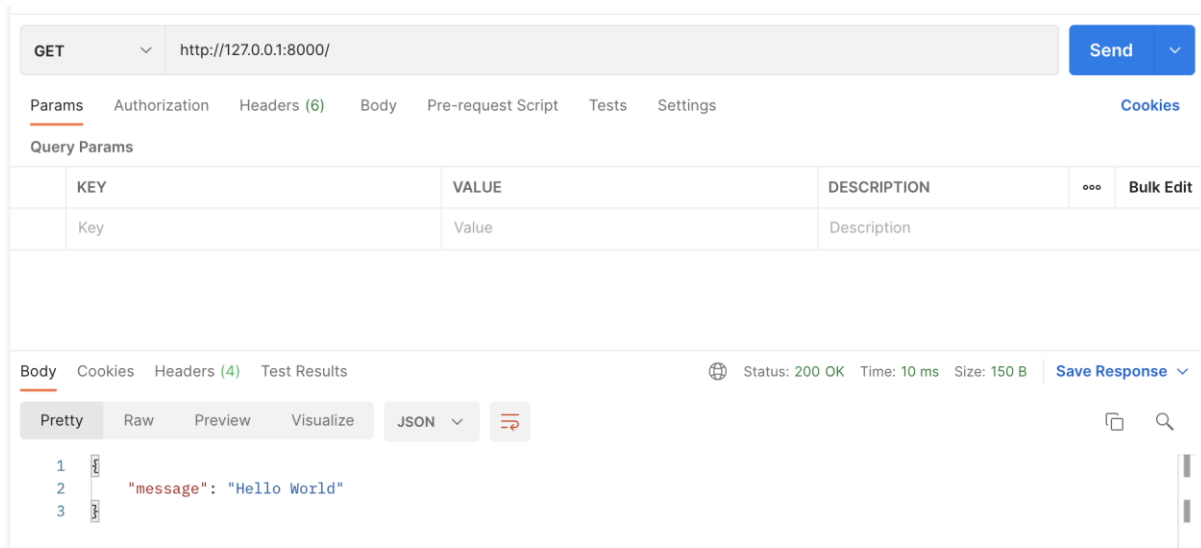 GET http://127.0.0.1:8000/ Send
Params Authorization Headers (6) Body Pre-request Script Tests Settings Cookies
Query Params
KEY VALUE DESCRIPTION Bulk Edit
Key Value Description
Body Cookies Headers (4) Test Results Status: 200 OK Time: 10 ms Size: 150 B Save Response
Pretty Raw Preview Visualize JSON
1 {
2 "message": "Hello World"
3 }